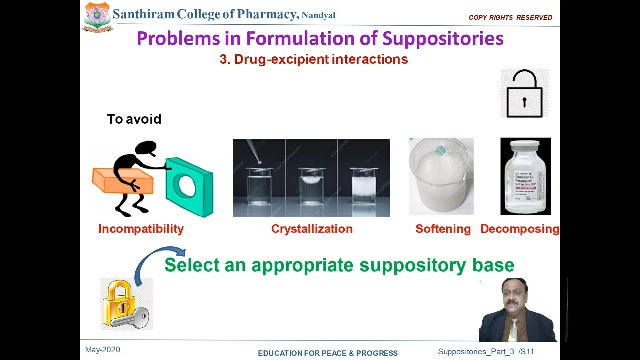 Santhiram College of Pharmacy, Nandyal
COPY RIGHTS RESERVED
Problems in Formulation of Suppositories
3. Drug-excipient interactions
To avoid
Incompatibility
Crystallization
Softening
Decomposing
Select an appropriate suppository base
May-2020
EDUCATION FOR PEACE & PROGRESS
Suppositories_Part_3 /S11